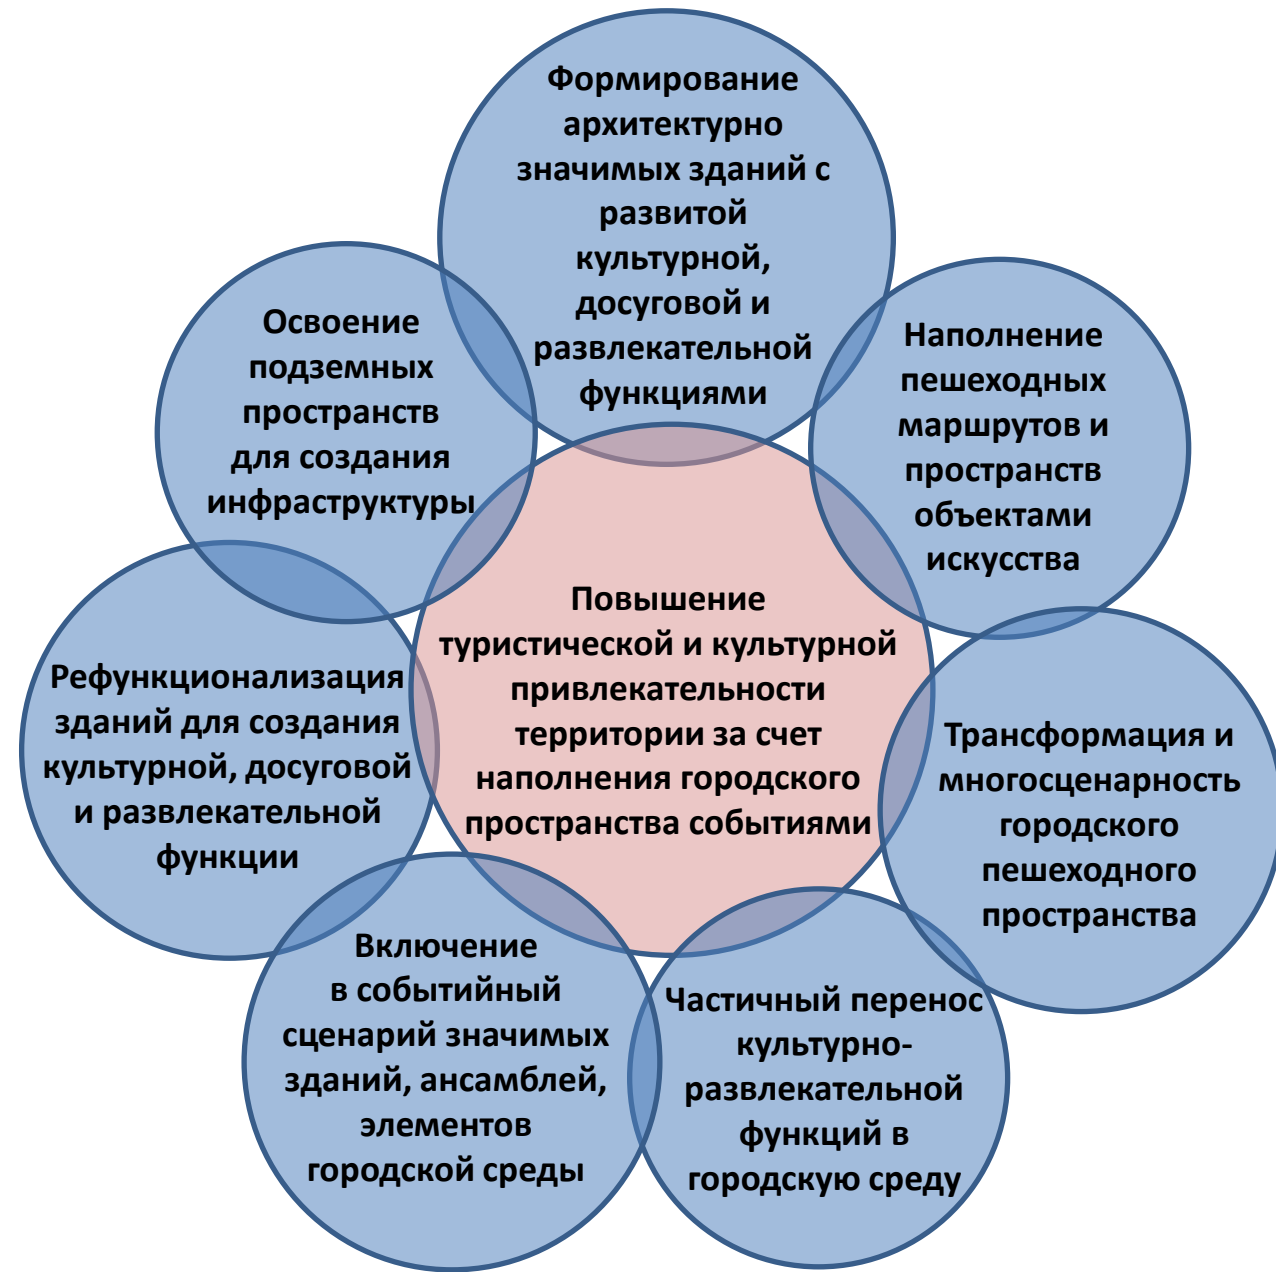 Формирование
архитектурно
значимых зданий с
развитой
культурной,
досуговой и
развлекательной
функциями
Наполнение
пешеходных
маршрутов и
пространств
объектами
искусства
Трансформация и
многосценарность
городского
пешеходного
пространства
Частичный перенос
культурно-
развлекательной
функций в
городскую среду
Включение
в событийный
сценарий значимых
зданий, ансамблей,
элементов
городской среды
Рефункционализация
зданий для создания
культурной, досуговой
и развлекательной
функции
Освоение
подземных
пространств
для создания
инфраструктуры
Повышение
туристической и культурной
привлекательности
территории за счет
наполнения городского
пространства событиями